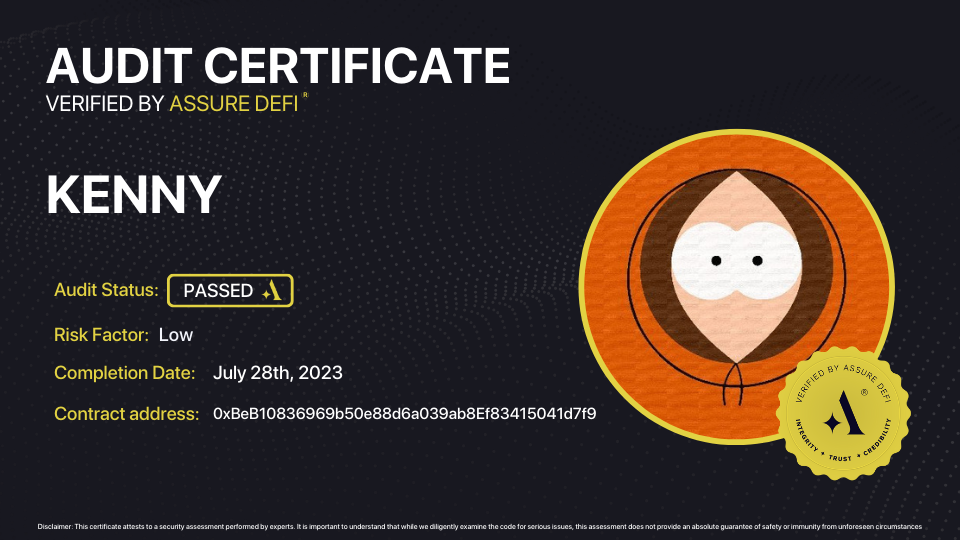 AUDIT CERTIFICATE
VERIFIED BY ASSURE DEFI ®
KENNY
Audit Status: PASSED
Risk Factor: Low
Completion Date: July 28th, 2023
Contract address: 0xBeB10836969b50e88d6a039ab8Ef83415041d7f9
VERIFIED BY ASSURE DEFI
®
INTEGRITY ✦ TRUST ✦ CREDIBILITY
Disclaimer: This certificate attests to a security assessment performed by experts. It is important to understand that while we diligently examine the code for serious issues, this assessment does not provide an absolute guarantee of safety or immunity from unforeseen circumstances